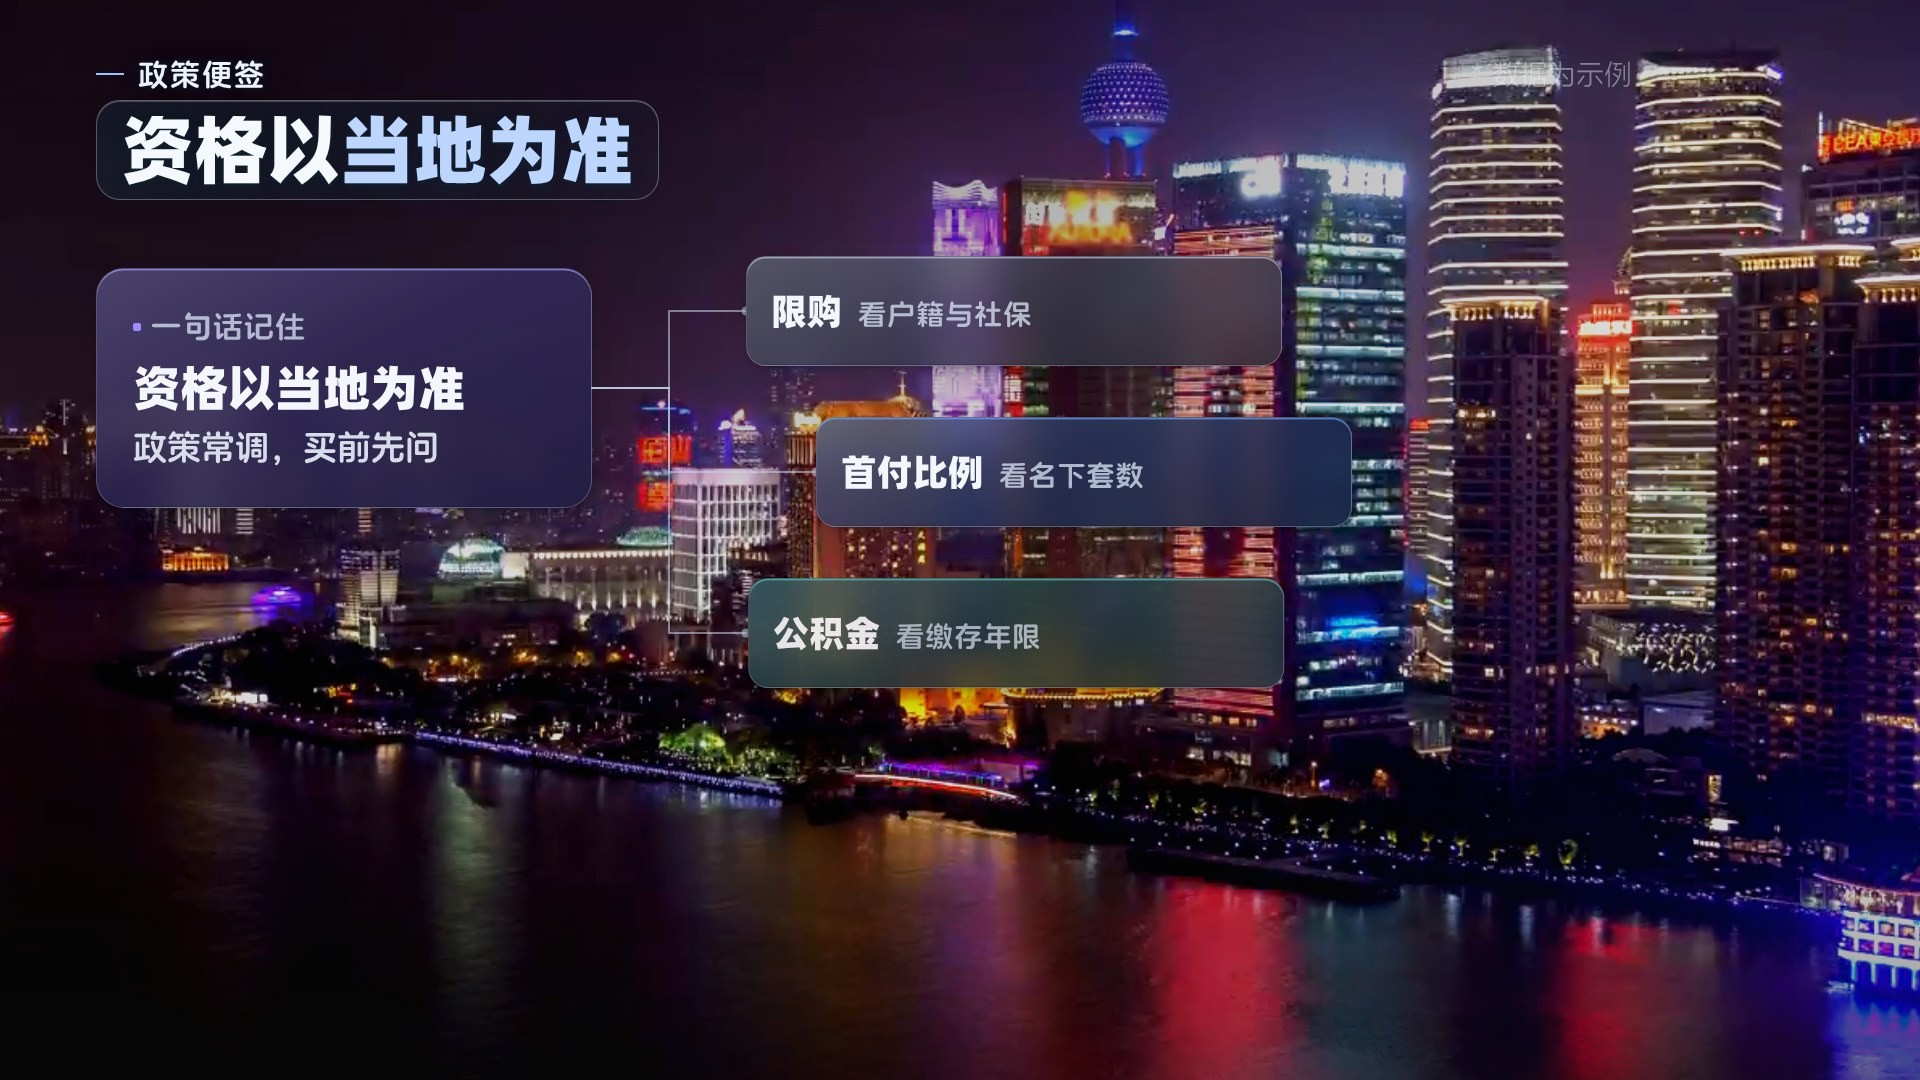 政策便签
数据为示例
资格以当地为准
一句话记住
资格以当地为准
政策常调，买前先问
限购 看户籍与社保
首付比例 看名下套数
公积金 看缴存年限